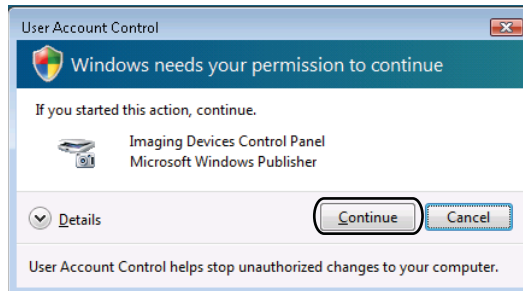 User Account Control
Windows needs your permission to continue
If you started this action, continue.
Imaging Devices Control Panel
Microsoft Windows Publisher
Details
Continue
Cancel
User Account Control helps stop unauthorized changes to your computer.